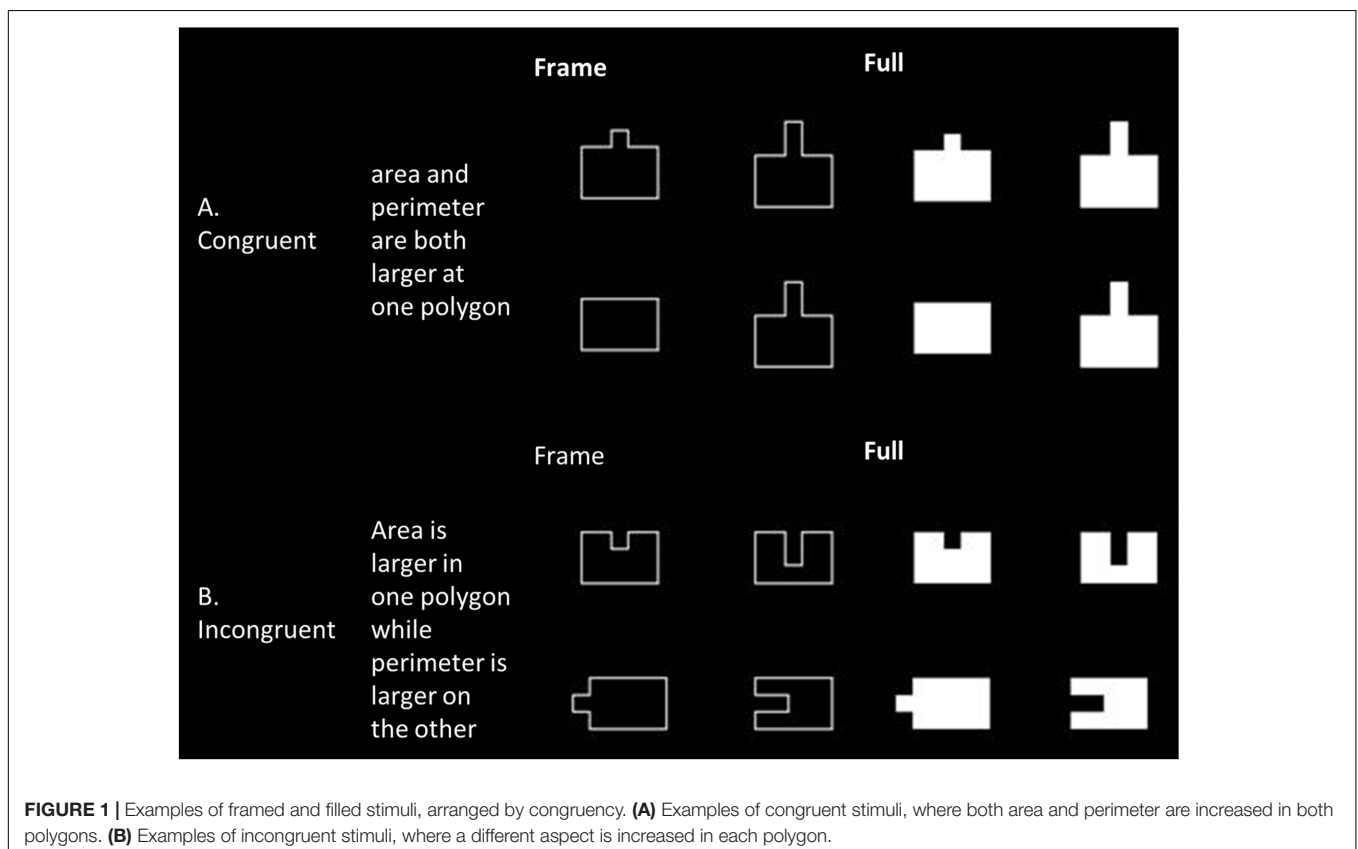 Frame Full
A.
Congruent
area and
perimeter
are both
larger at
one polygon
Frame Full
B.
Incongruent
Area is
larger in
one polygon
while
perimeter is
larger on
the other
FIGURE 1 | Examples of framed and filled stimuli, arranged by congruency. (A) Examples of congruent stimuli, where both area and perimeter are increased in both
polygons. (B) Examples of incongruent stimuli, where a different aspect is increased in each polygon.